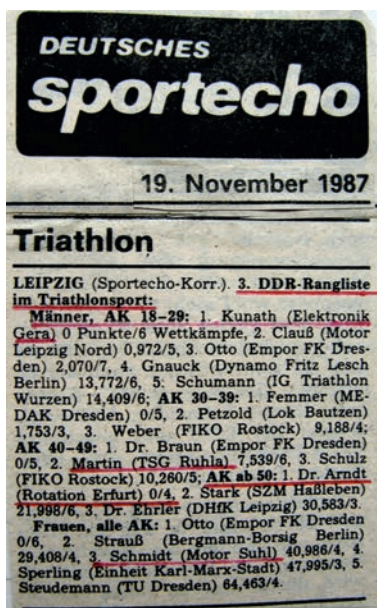 DEUTSCHES
sportecho
19. November 1987
Triathlon
LEIPZIG (Sportecho-Korr.). 3. DDR-Rangliste
im Triathlonsport:
Männer, AK 18-29: 1. Kunath (Elektronik
Gera) 0 Punkte/6 Wettkämpfe, 2. Clauß (Motor
Leipzig Nord) 0,972/5, 3. Otto (Empor FK Dres-
den) 2,070/7, 4. Gnauck (Dynamo Fritz Lesch
Berlin) 13,772/6, 5. Schumann (IG Triathlon
Wurzen) 14,409/6; AK 30-39: 1. Femmer (ME-
DAK Dresden) 0/5, 2. Petzold (Lok Bautzen)
1,753/3, 3. Weber (FIKO Rostock) 9,188/4;
AK 40-49: 1. Dr. Braun (Empor FK Dresden)
0/5, 2. Martin (TSG Ruhla) 7,539/6, 3. Schulz
(FIKO Rostock) 10,260/5; AK ab 50: 1. Dr. Arndt
(Rotation Erfurt) 0/4, 2. Stark (SZM Haßleben)
21,998/6, 3. Dr. Ehrler (DHfK Leipzig) 30,583/3.
Frauen, alle AK: 1. Otto (Empor FK Dresden
0/6, 2. Strauß (Bergmann-Borsig Berlin)
29,408/4, 3. Schmidt (Motor Suhl) 40,986/4, 4.
Sperling (Einheit Karl-Marx-Stadt) 47,995/3, 5.
Steudemann (TU Dresden) 64,463/4.